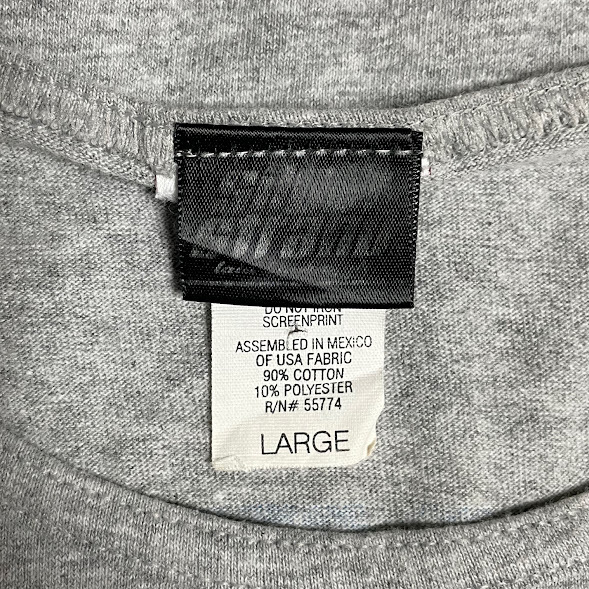 DO NOT IRON
SCREENPRINT
ASSEMBLED IN MEXICO
OF USA FABRIC
90% COTTON
10% POLYESTER
R/N# 55774
LARGE